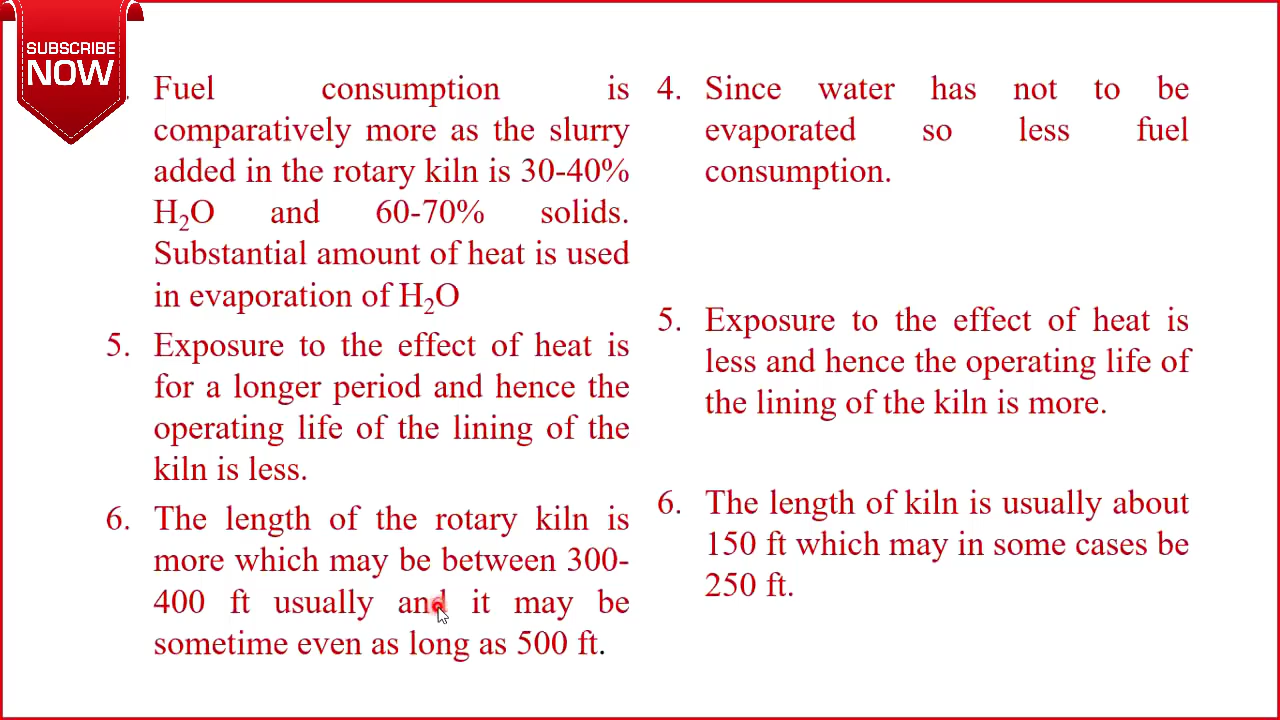 SUBSCRIBE
NOW
. Fuel consumption is
comparatively more as the slurry
added in the rotary kiln is 30-40%
H₂O and 60-70% solids.
Substantial amount of heat is used
in evaporation of H₂O
5. Exposure to the effect of heat is
for a longer period and hence the
operating life of the lining of the
kiln is less.
6. The length of the rotary kiln is
more which may be between 300-
400 ft usually and it may be
sometime even as long as 500 ft.
4. Since water has not to be
evaporated so less fuel
consumption.
5. Exposure to the effect of heat is
less and hence the operating life of
the lining of the kiln is more.
6. The length of kiln is usually about
150 ft which may in some cases be
250 ft.